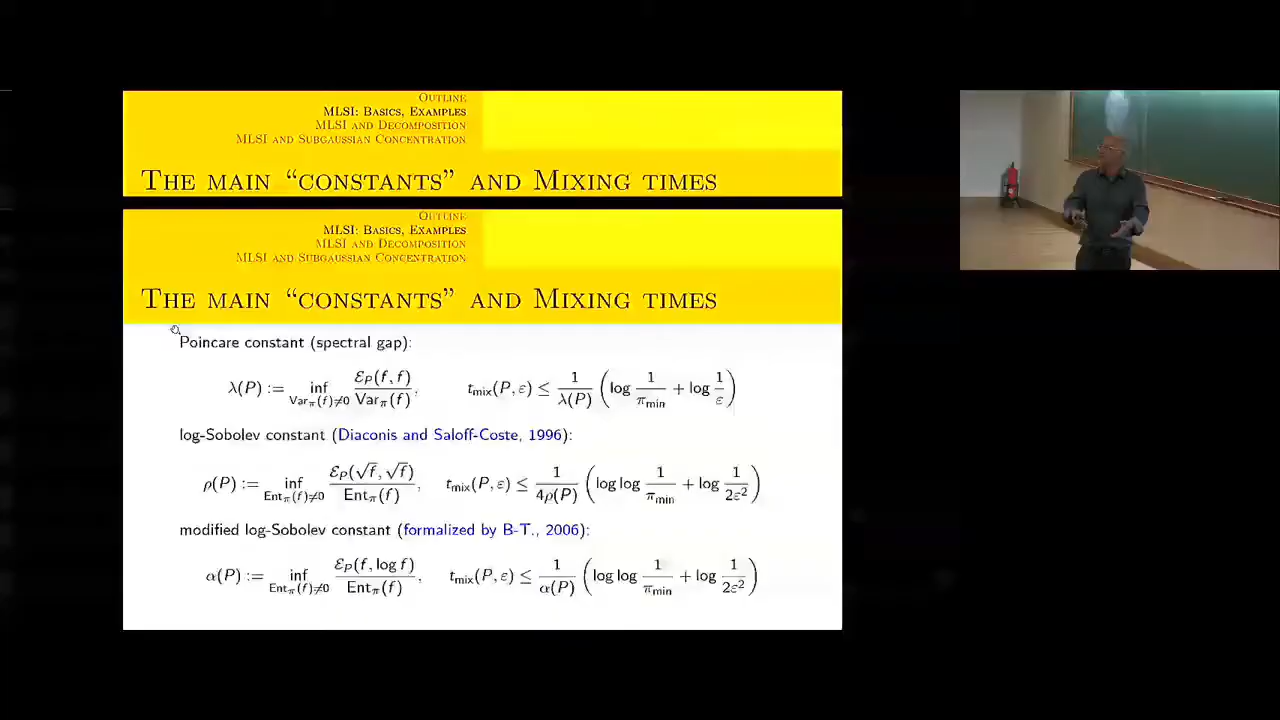 OUTLINE
MLSI: BASICS, EXAMPLES
MLSI AND DECOMPOSITION
MLSI AND SUBGAUSSIAN CONCENTRATION
THE MAIN “CONSTANTS” AND MIXING TIMES
OUTLINE
MLSI: BASICS, EXAMPLES
MLSI AND DECOMPOSITION
MLSI AND SUBGAUSSIAN CONCENTRATION
THE MAIN “CONSTANTS” AND MIXING TIMES
Poincare constant (spectral gap):
λ(P) := inf_{Var_π(f)≠0} ℰ_P(f, f) / Var_π(f), t_mix(P, ε) ≤ 1/λ(P) (log 1/π_min + log 1/ε)
log-Sobolev constant (Diaconis and Saloff-Coste, 1996):
ρ(P) := inf_{Ent_π(f)≠0} ℰ_P(√f, √f) / Ent_π(f), t_mix(P, ε) ≤ 1/4ρ(P) (log log 1/π_min + log 1/2ε²)
modified log-Sobolev constant (formalized by B-T., 2006):
α(P) := inf_{Ent_π(f)≠0} ℰ_P(f, log f) / Ent_π(f), t_mix(P, ε) ≤ 1/α(P) (log log 1/π_min + log 1/2ε²)